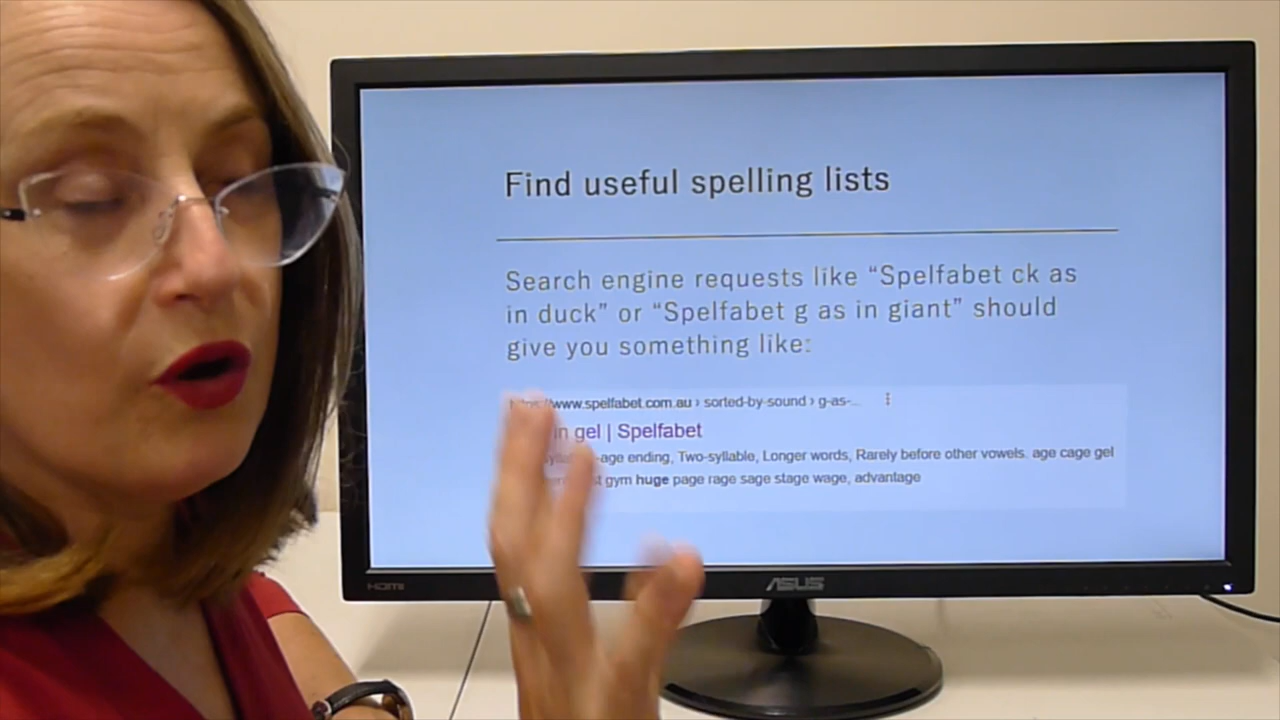 Find useful spelling lists
Search engine requests like “Spelfabet ck as
in duck” or “Spelfabet g as in giant” should
give you something like:
https://www.spelfabet.com.au › sorted-by-sound › g-as-...
in gel | Spelfabet
-age ending, Two-syllable, Longer words, Rarely before other vowels. age cage gel
gym huge page rage sage stage wage, advantage
HDMI
ASUS